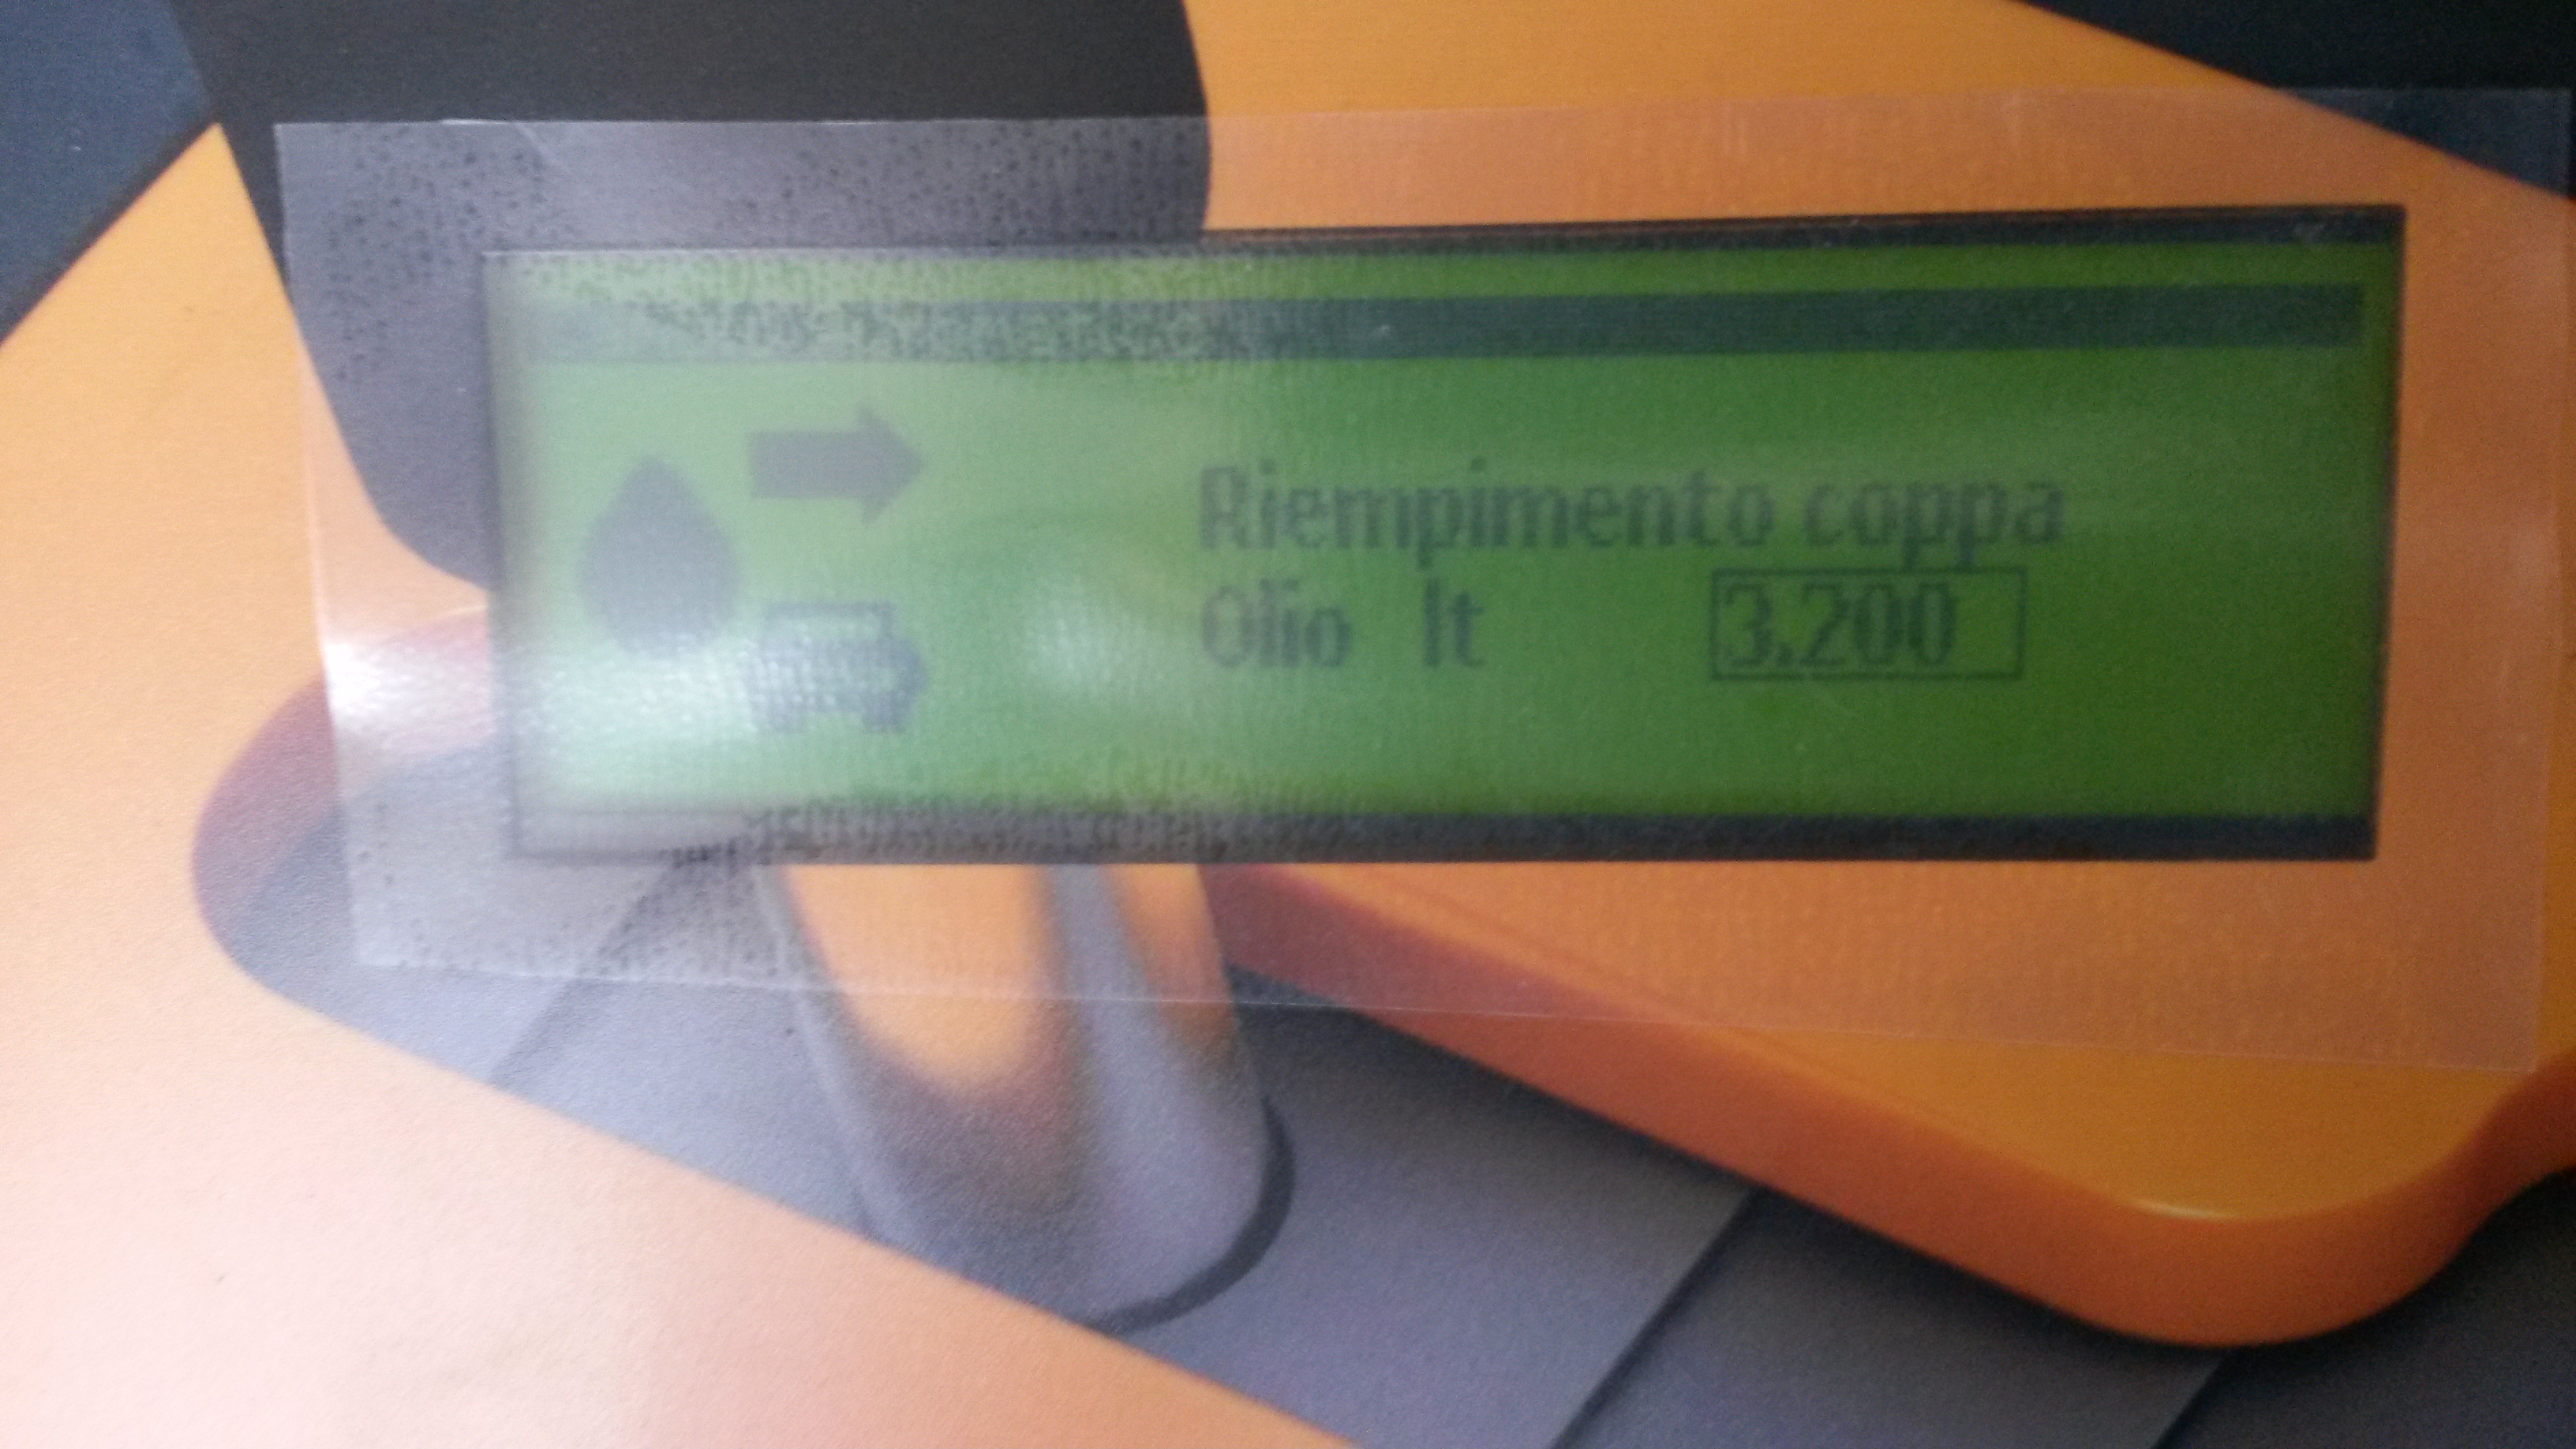 Riempimento coppa
Olio lt 3.200